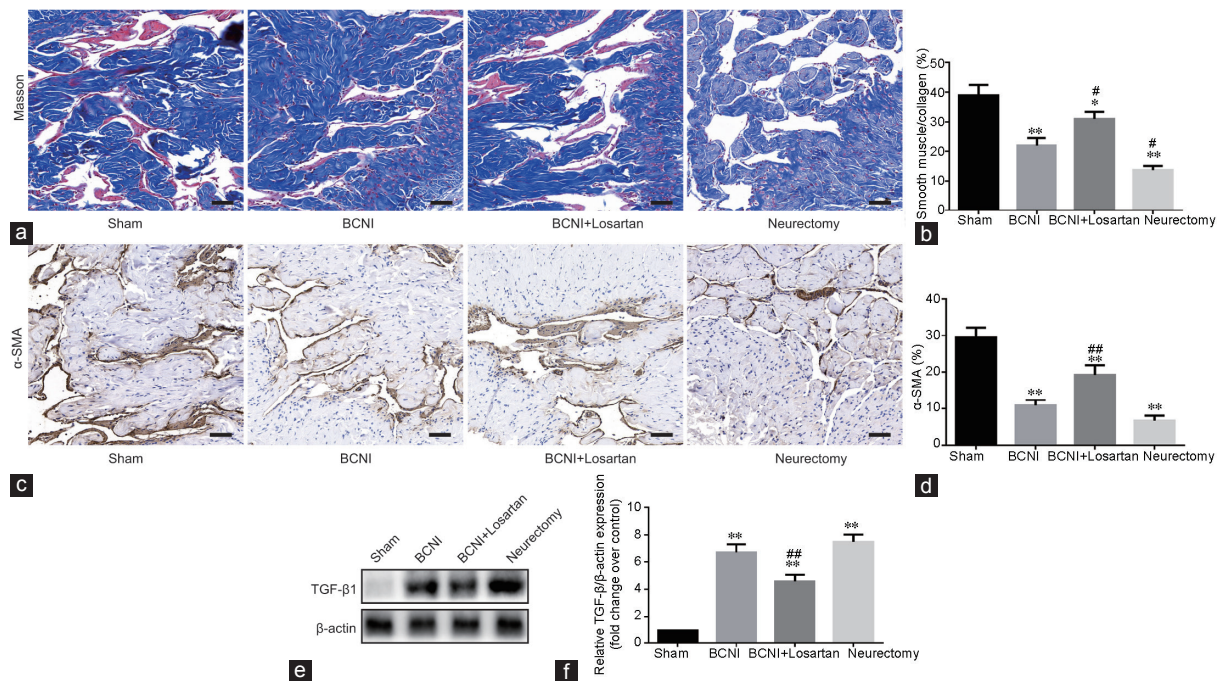 Masson
Sham
BCNI
BCNI+Losartan
Neurectomy
a
Smooth muscle/collagen (%)
50
40
30
20
10
0
**
#
*
#
**
Sham
BCNI
BCNI+Losartan
Neurectomy
b
α-SMA
Sham
BCNI
BCNI+Losartan
Neurectomy
c
α-SMA (%)
40
30
20
10
0
**
##
**
**
Sham
BCNI
BCNI+Losartan
Neurectomy
d
Sham
BCNI
BCNI+Losartan
Neurectomy
TGF-β1
β-actin
e
Relative TGF-β/β-actin expression
(fold change over control)
8
6
4
2
0
**
##
**
**
Sham
BCNI
BCNI+Losartan
Neurectomy
f